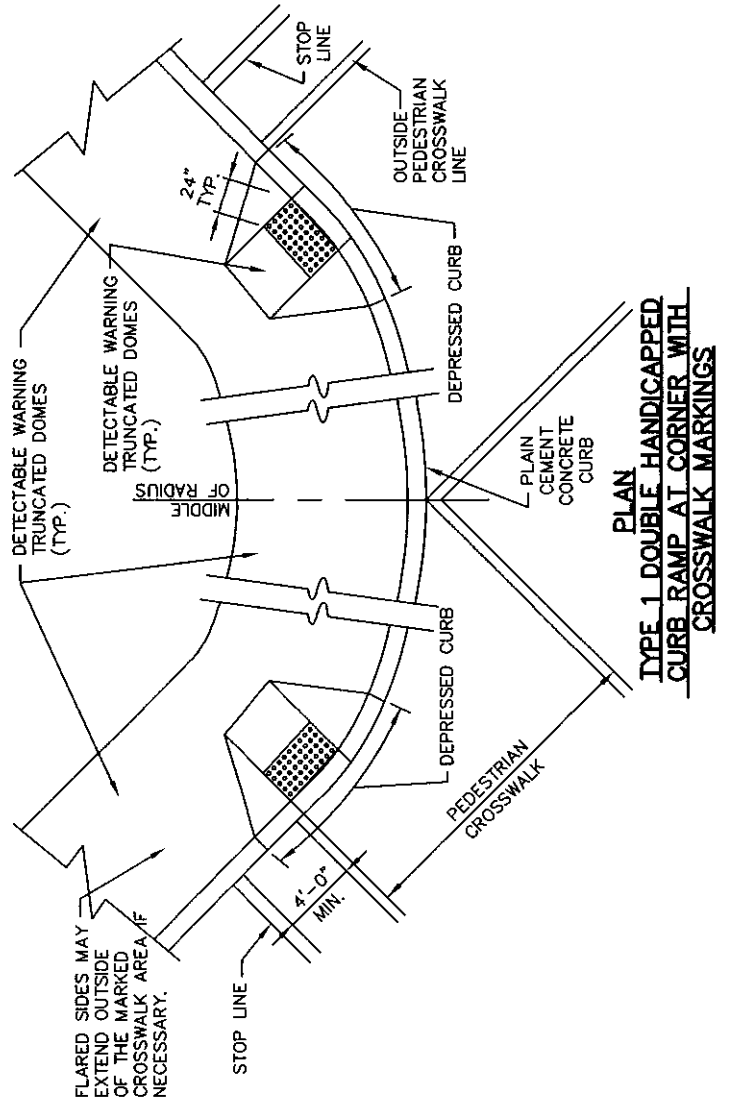 DETECTABLE WARNING
TRUNCATED DOMES
(TYP.)
FLARED SIDES MAY
EXTEND OUTSIDE
OF THE MARKED
CROSSWALK AREA IF
NECESSARY.
STOP LINE
4'-0"
MIN.
PEDESTRIAN
CROSSWALK
DEPRESSED CURB
MIDDLE
OF RADIUS
DETECTABLE WARNING
TRUNCATED DOMES
(TYP.)
24"
TYP.
STOP
LINE
OUTSIDE
PEDESTRIAN
CROSSWALK
LINE
DEPRESSED CURB
PLAIN
CEMENT
CONCRETE
CURB
PLAN
TYPE 1 DOUBLE HANDICAPPED
CURB RAMP AT CORNER WITH
CROSSWALK MARKINGS